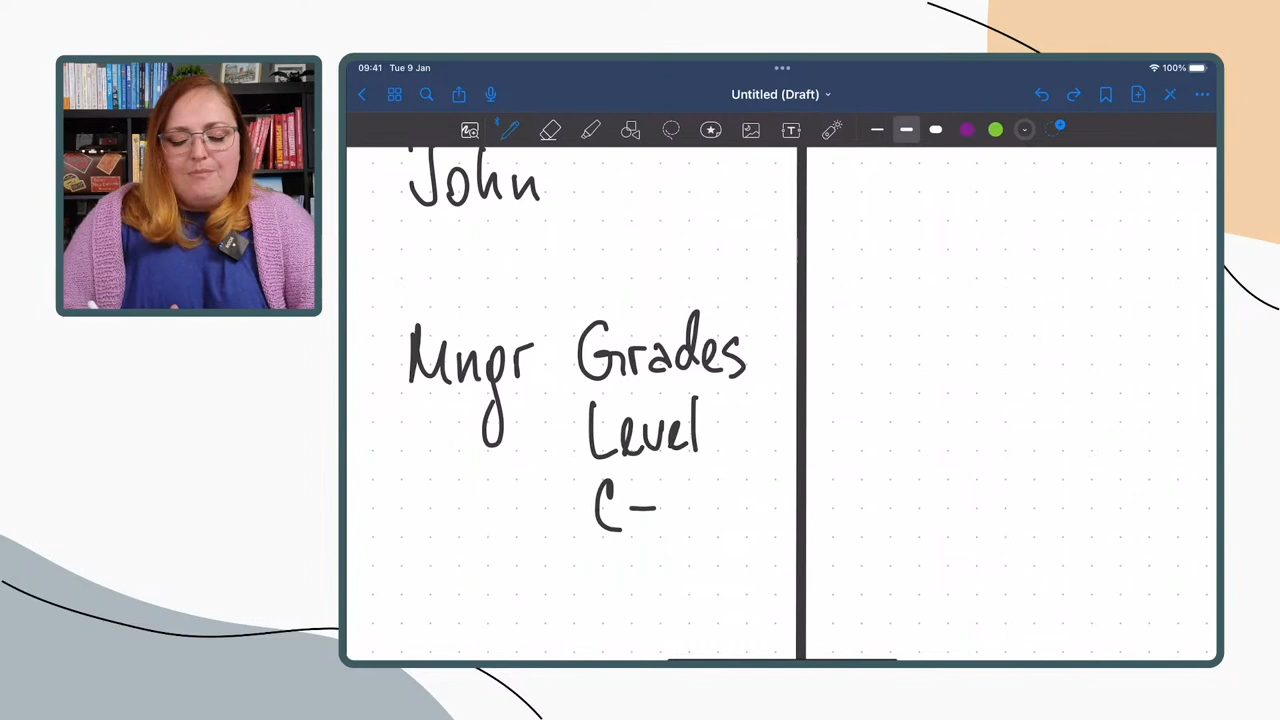 09:41 Tue 9 Jan
100%
Untitled (Draft)
John
Mngr Grades
Level
C-